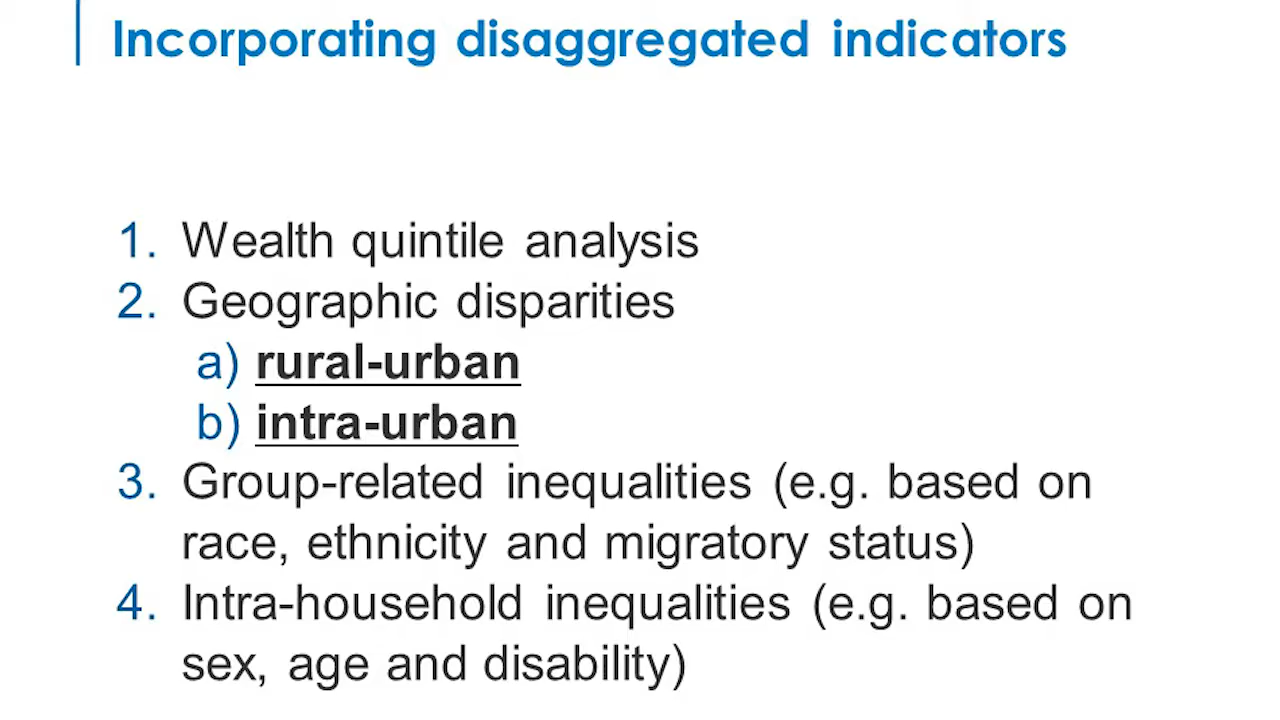 Incorporating disaggregated indicators
1. Wealth quintile analysis
2. Geographic disparities
a) rural-urban
b) intra-urban
3. Group-related inequalities (e.g. based on
race, ethnicity and migratory status)
4. Intra-household inequalities (e.g. based on
sex, age and disability)